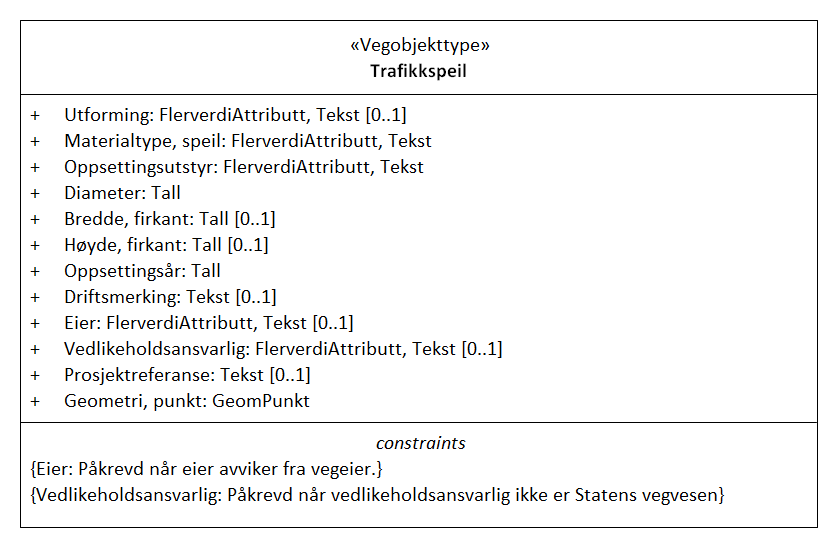 «Vegobjekttype»
Trafikkspeil
+ Utforming: FlerverdiAttributt, Tekst [0..1]
+ Materialtype, speil: FlerverdiAttributt, Tekst
+ Oppsettingsutstyr: FlerverdiAttributt, Tekst
+ Diameter: Tall
+ Bredde, firkant: Tall [0..1]
+ Høyde, firkant: Tall [0..1]
+ Oppsettingsår: Tall
+ Driftsmerking: Tekst [0..1]
+ Eier: FlerverdiAttributt, Tekst [0..1]
+ Vedlikeholdsansvarlig: FlerverdiAttributt, Tekst [0..1]
+ Prosjektreferanse: Tekst [0..1]
+ Geometri, punkt: GeomPunkt
constraints
{Eier: Påkrevd når eier avviker fra vegeier.}
{Vedlikeholdsansvarlig: Påkrevd når vedlikeholdsansvarlig ikke er Statens vegvesen}